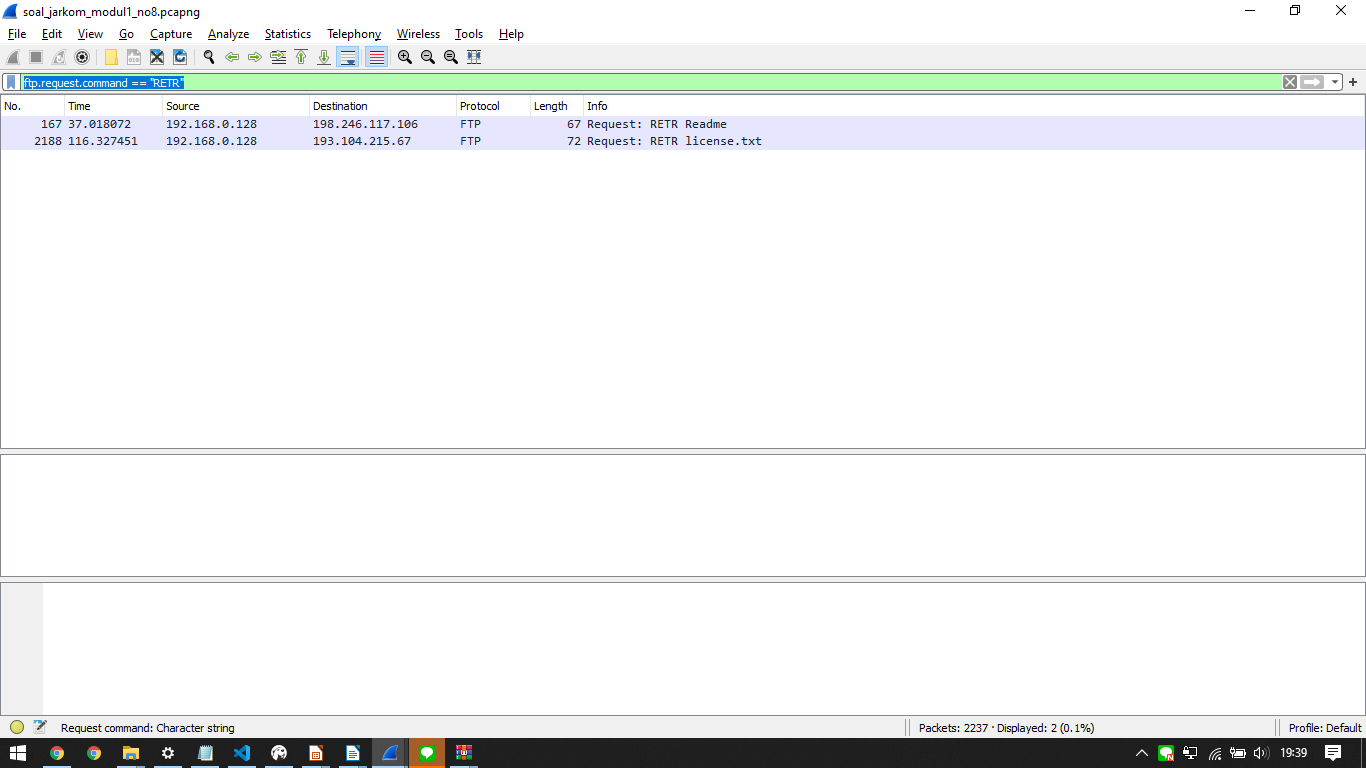 soal_jarkom_modul1_no8.pcapng
File Edit View Go Capture Analyze Statistics Telephony Wireless Tools Help
ftp.request.command == "RETR"
No. Time Source Destination Protocol Length Info
167 37.018072 192.168.0.128 198.246.117.106 FTP 67 Request: RETR Readme
2188 116.327451 192.168.0.128 193.104.215.67 FTP 72 Request: RETR license.txt
Request command: Character string Packets: 2237 · Displayed: 2 (0.1%) Profile: Default
19:39